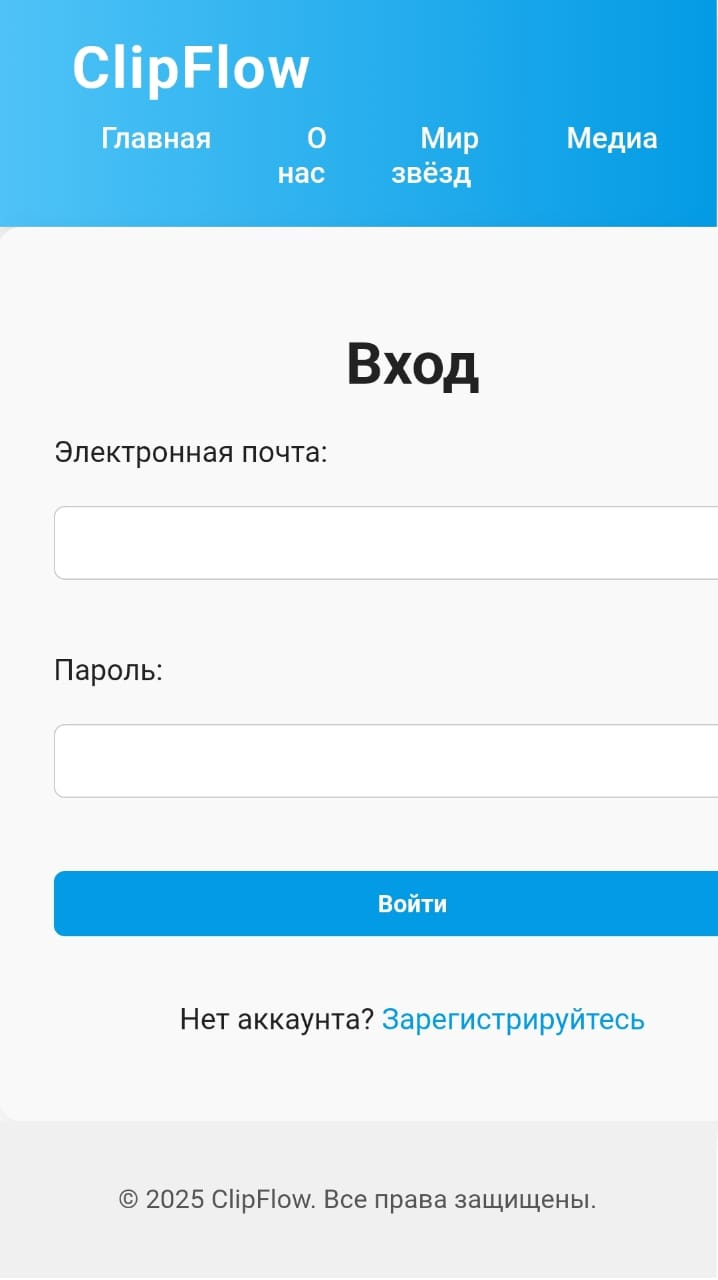 ClipFlow
Главная О Мир Медиа
нас звёзд
Вход
Электронная почта:
Пароль:
Войти
Нет аккаунта? Зарегистрируйтесь
© 2025 ClipFlow. Все права защищены.